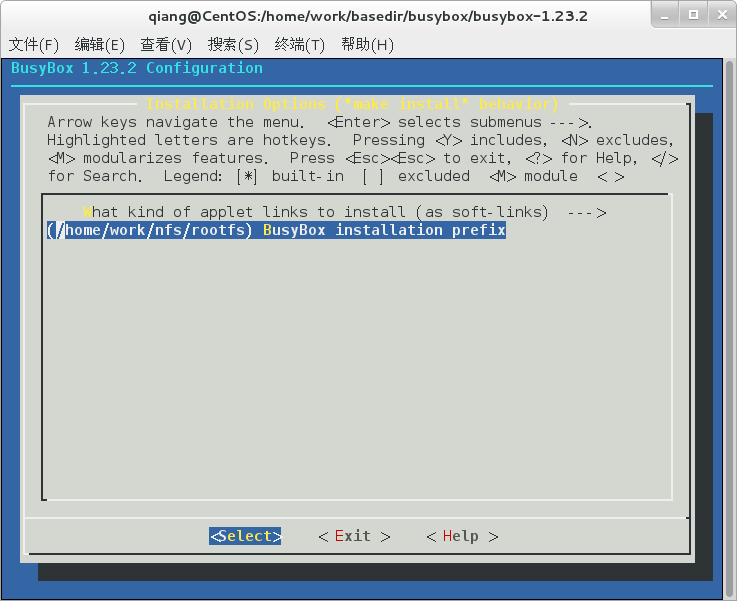 qiang@CentOS:/home/work/basedir/busybox/busybox-1.23.2
文件(F) 编辑(E) 查看(V) 搜索(S) 终端(T) 帮助(H)
BusyBox 1.23.2 Configuration
Installation Options ("make install" behavior)
Arrow keys navigate the menu. <Enter> selects submenus --->.
Highlighted letters are hotkeys. Pressing <Y> includes, <N> excludes,
<M> modularizes features. Press <Esc><Esc> to exit, <?> for Help, </>
for Search. Legend: [*] built-in [ ] excluded <M> module < >
What kind of applet links to install (as soft-links) --->
(/home/work/nfs/rootfs) BusyBox installation prefix
<Select> < Exit > < Help >